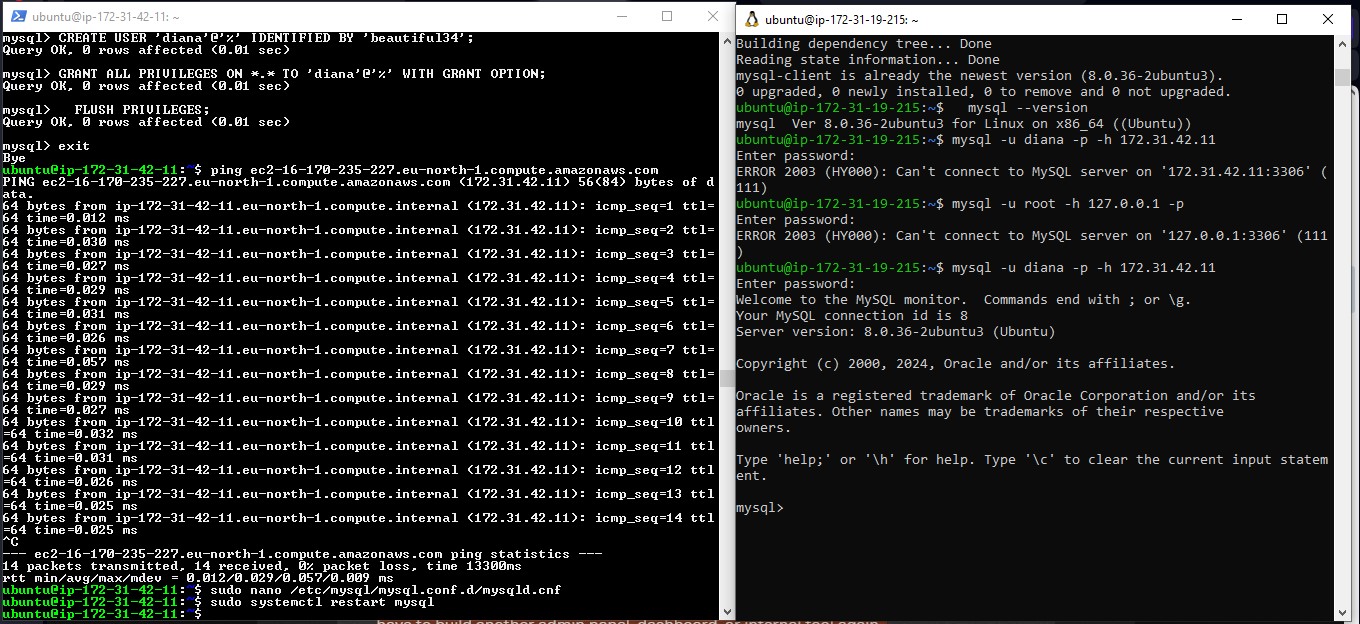 ubuntu@ip-172-31-42-11: ~
mysql> CREATE USER 'diana'@'%' IDENTIFIED BY 'beautiful34';
Query OK, 0 rows affected (0.01 sec)
mysql> GRANT ALL PRIVILEGES ON *.* TO 'diana'@'%' WITH GRANT OPTION;
Query OK, 0 rows affected (0.01 sec)
mysql>   FLUSH PRIVILEGES;
Query OK, 0 rows affected (0.01 sec)
mysql> exit
Bye
ubuntu@ip-172-31-42-11:~$ ping ec2-16-170-235-227.eu-north-1.compute.amazonaws.com
PING ec2-16-170-235-227.eu-north-1.compute.amazonaws.com (172.31.42.11) 56(84) bytes of d
ata.
64 bytes from ip-172-31-42-11.eu-north-1.compute.internal (172.31.42.11): icmp_seq=1 ttl=
64 time=0.012 ms
64 bytes from ip-172-31-42-11.eu-north-1.compute.internal (172.31.42.11): icmp_seq=2 ttl=
64 time=0.030 ms
64 bytes from ip-172-31-42-11.eu-north-1.compute.internal (172.31.42.11): icmp_seq=3 ttl=
64 time=0.027 ms
64 bytes from ip-172-31-42-11.eu-north-1.compute.internal (172.31.42.11): icmp_seq=4 ttl=
64 time=0.029 ms
64 bytes from ip-172-31-42-11.eu-north-1.compute.internal (172.31.42.11): icmp_seq=5 ttl=
64 time=0.031 ms
64 bytes from ip-172-31-42-11.eu-north-1.compute.internal (172.31.42.11): icmp_seq=6 ttl=
64 time=0.026 ms
64 bytes from ip-172-31-42-11.eu-north-1.compute.internal (172.31.42.11): icmp_seq=7 ttl=
64 time=0.057 ms
64 bytes from ip-172-31-42-11.eu-north-1.compute.internal (172.31.42.11): icmp_seq=8 ttl=
64 time=0.029 ms
64 bytes from ip-172-31-42-11.eu-north-1.compute.internal (172.31.42.11): icmp_seq=9 ttl=
64 time=0.027 ms
64 bytes from ip-172-31-42-11.eu-north-1.compute.internal (172.31.42.11): icmp_seq=10 ttl
=64 time=0.032 ms
64 bytes from ip-172-31-42-11.eu-north-1.compute.internal (172.31.42.11): icmp_seq=11 ttl
=64 time=0.031 ms
64 bytes from ip-172-31-42-11.eu-north-1.compute.internal (172.31.42.11): icmp_seq=12 ttl
=64 time=0.026 ms
64 bytes from ip-172-31-42-11.eu-north-1.compute.internal (172.31.42.11): icmp_seq=13 ttl
=64 time=0.025 ms
64 bytes from ip-172-31-42-11.eu-north-1.compute.internal (172.31.42.11): icmp_seq=14 ttl
=64 time=0.025 ms
^C
--- ec2-16-170-235-227.eu-north-1.compute.amazonaws.com ping statistics ---
14 packets transmitted, 14 received, 0% packet loss, time 13300ms
rtt min/avg/max/mdev = 0.012/0.029/0.057/0.009 ms
ubuntu@ip-172-31-42-11:~$ sudo nano /etc/mysql/mysql.conf.d/mysqld.cnf
ubuntu@ip-172-31-42-11:~$ sudo systemctl restart mysql
ubuntu@ip-172-31-42-11:~$
ubuntu@ip-172-31-19-215: ~
Building dependency tree... Done
Reading state information... Done
mysql-client is already the newest version (8.0.36-2ubuntu3).
0 upgraded, 0 newly installed, 0 to remove and 0 not upgraded.
ubuntu@ip-172-31-19-215:~$   mysql --version
mysql  Ver 8.0.36-2ubuntu3 for Linux on x86_64 ((Ubuntu))
ubuntu@ip-172-31-19-215:~$ mysql -u diana -p -h 172.31.42.11
Enter password:
ERROR 2003 (HY000): Can't connect to MySQL server on '172.31.42.11:3306' (
111)
ubuntu@ip-172-31-19-215:~$ mysql -u root -h 127.0.0.1 -p
Enter password:
ERROR 2003 (HY000): Can't connect to MySQL server on '127.0.0.1:3306' (111
)
ubuntu@ip-172-31-19-215:~$ mysql -u diana -p -h 172.31.42.11
Enter password:
Welcome to the MySQL monitor.  Commands end with ; or \g.
Your MySQL connection id is 8
Server version: 8.0.36-2ubuntu3 (Ubuntu)
Copyright (c) 2000, 2024, Oracle and/or its affiliates.
Oracle is a registered trademark of Oracle Corporation and/or its
affiliates. Other names may be trademarks of their respective
owners.
Type 'help;' or '\h' for help. Type '\c' to clear the current input statem
ent.
mysql>
have to build another admin panel, dashboard, or internal tool again